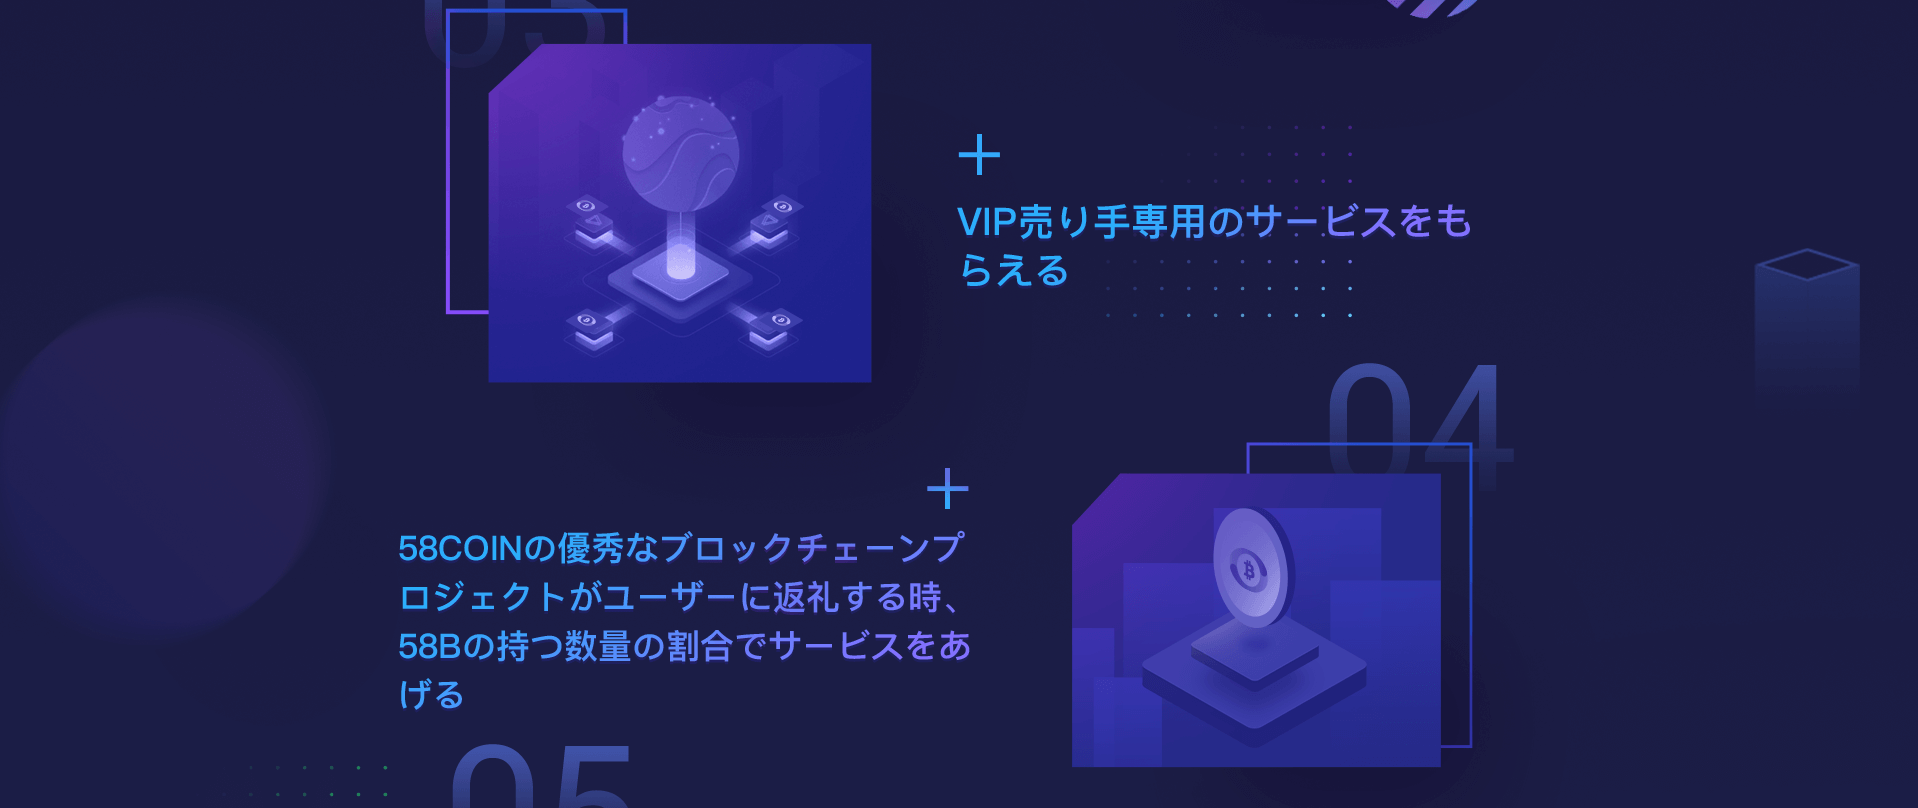 03
VIP売り手専用のサービスをも
らえる
04
58COINの優秀なブロックチェーンプ
ロジェクトがユーザーに返礼する時、
58Bの持つ数量の割合でサービスをあ
げる
05